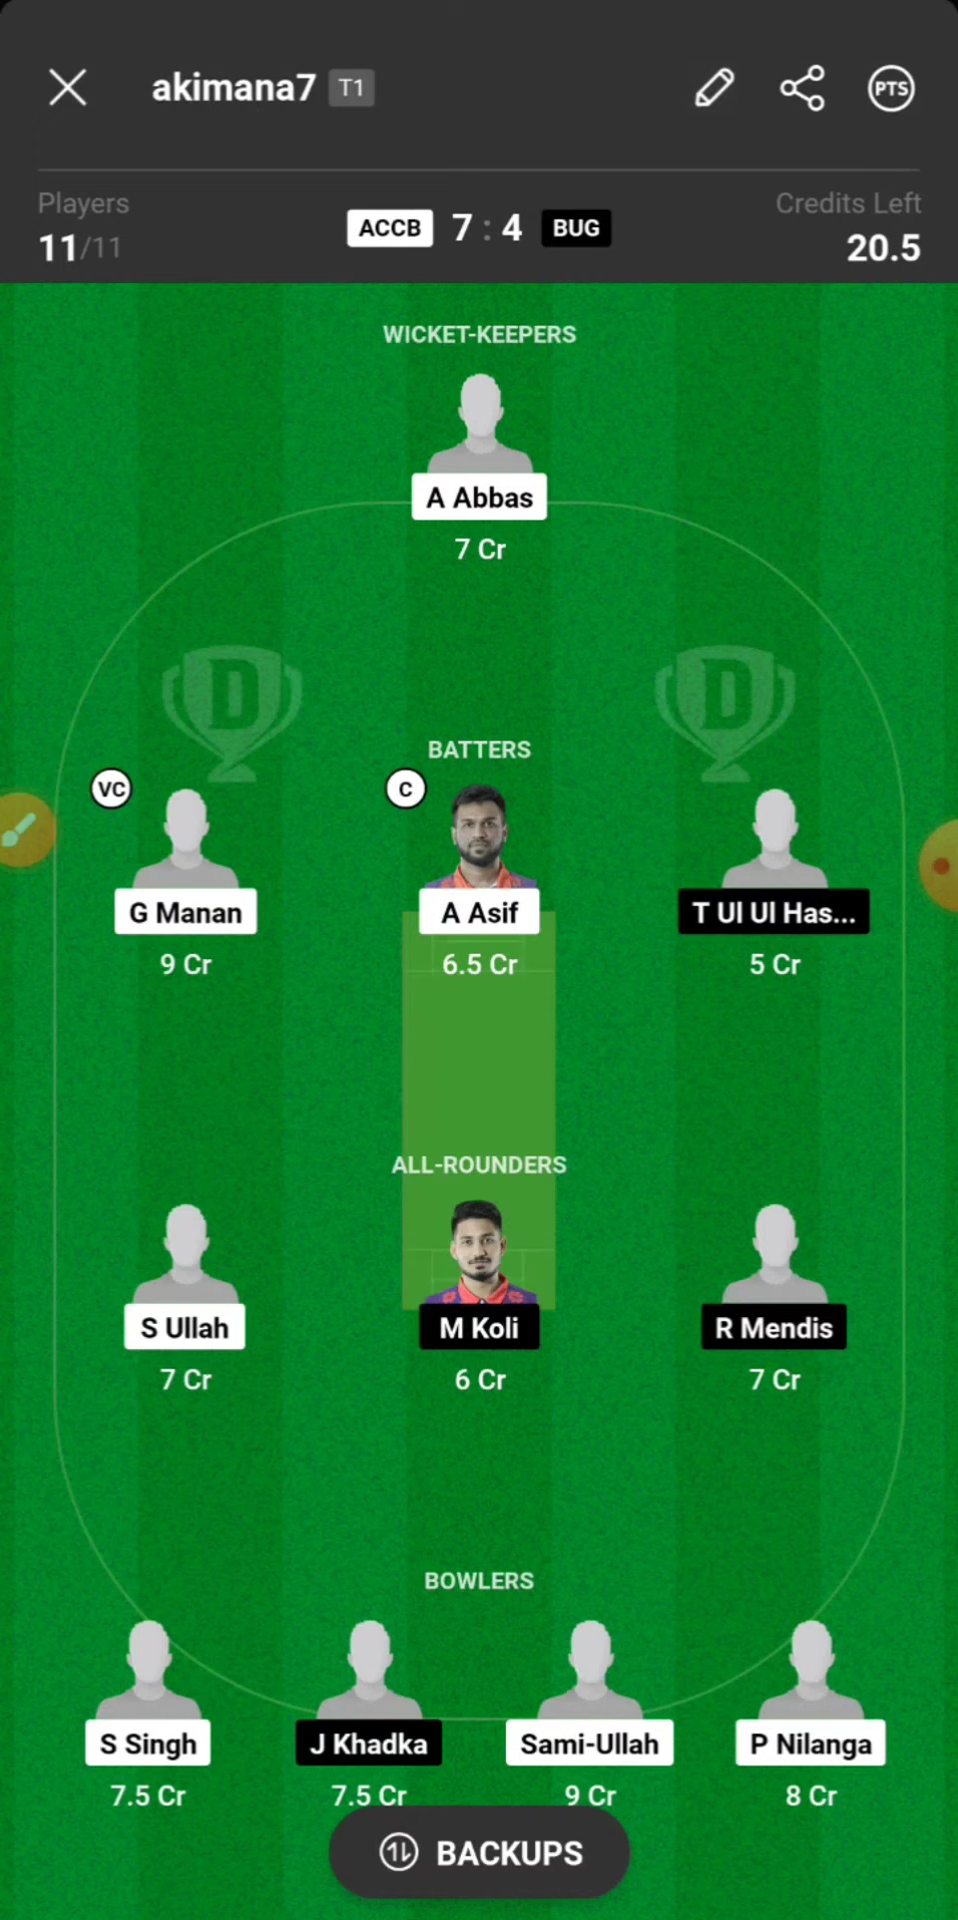 akimana7 T1
PTS
Players
11/11
ACCB 7 : 4 BUG
Credits Left
20.5
WICKET-KEEPERS
A Abbas
7 Cr
D D
BATTERS
VC
C
G Manan
9 Cr
A Asif
6.5 Cr
T Ul Ul Has...
5 Cr
ALL-ROUNDERS
S Ullah
7 Cr
M Koli
6 Cr
R Mendis
7 Cr
BOWLERS
S Singh
7.5 Cr
J Khadka
7.5 Cr
Sami-Ullah
9 Cr
P Nilanga
8 Cr
BACKUPS